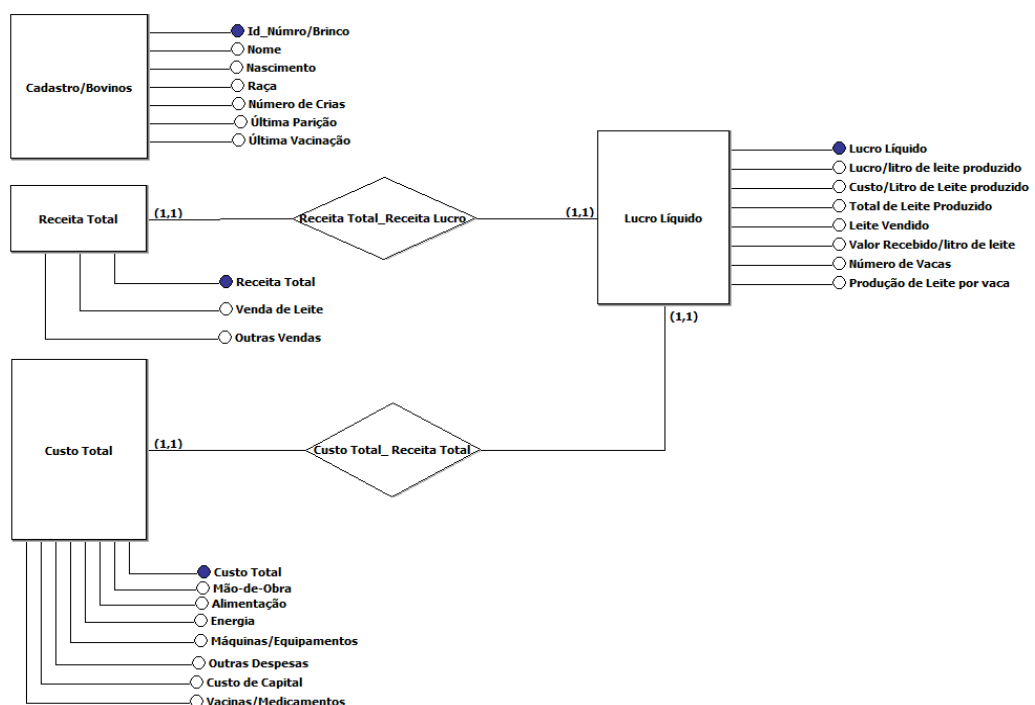 Cadastro/Bovinos
Id_Númro/Brinco
Nome
Nascimento
Raça
Número de Crias
Última Parição
Última Vacinação
Receita Total
(1,1)
Receita Total_Receita Lucro
(1,1)
Lucro Líquido
Lucro Líquido
Lucro/litro de leite produzido
Custo/Litro de Leite produzido
Total de Leite Produzido
Leite Vendido
Valor Recebido/litro de leite
Número de Vacas
Produção de Leite por vaca
Receita Total
Venda de Leite
Outras Vendas
(1,1)
Custo Total
(1,1)
Custo Total_ Receita Total
Custo Total
Mão-de-Obra
Alimentação
Energia
Máquinas/Equipamentos
Outras Despesas
Custo de Capital
Vacinas/Medicamentos